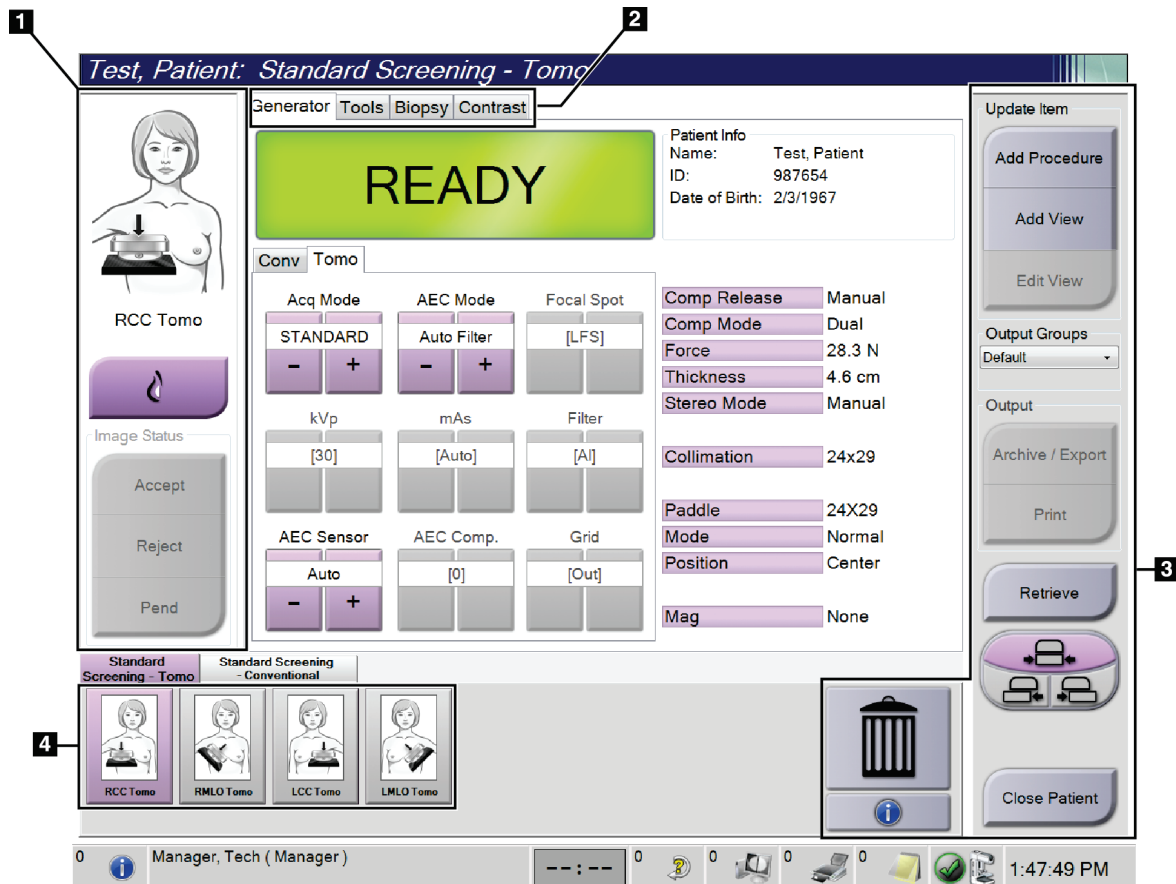 1
2
Test, Patient: Standard Screening - Tomo
Generator Tools Biopsy Contrast
READY
Patient Info
Name: Test, Patient
ID: 987654
Date of Birth: 2/3/1967
RCC Tomo
Image Status
Accept
Reject
Pend
Conv Tomo
Acq Mode AEC Mode Focal Spot
STANDARD Auto Filter [LFS]
- + - +
kVp mAs Filter
[30] [Auto] [Al]
AEC Sensor AEC Comp. Grid
Auto [0] [Out]
- +
Comp Release Manual
Comp Mode Dual
Force 28.3 N
Thickness 4.6 cm
Stereo Mode Manual
Collimation 24x29
Paddle 24X29
Mode Normal
Position Center
Mag None
Update Item
Add Procedure
Add View
Edit View
Output Groups
Default
Output
Archive / Export
Print
3
Retrieve
Close Patient
Standard
Screening - Tomo
Standard Screening
- Conventional
4
RCC Tomo RMLO Tomo LCC Tomo LMLO Tomo
i
0 i Manager, Tech ( Manager ) --:-- 0 ? 0 0 0 1:47:49 PM